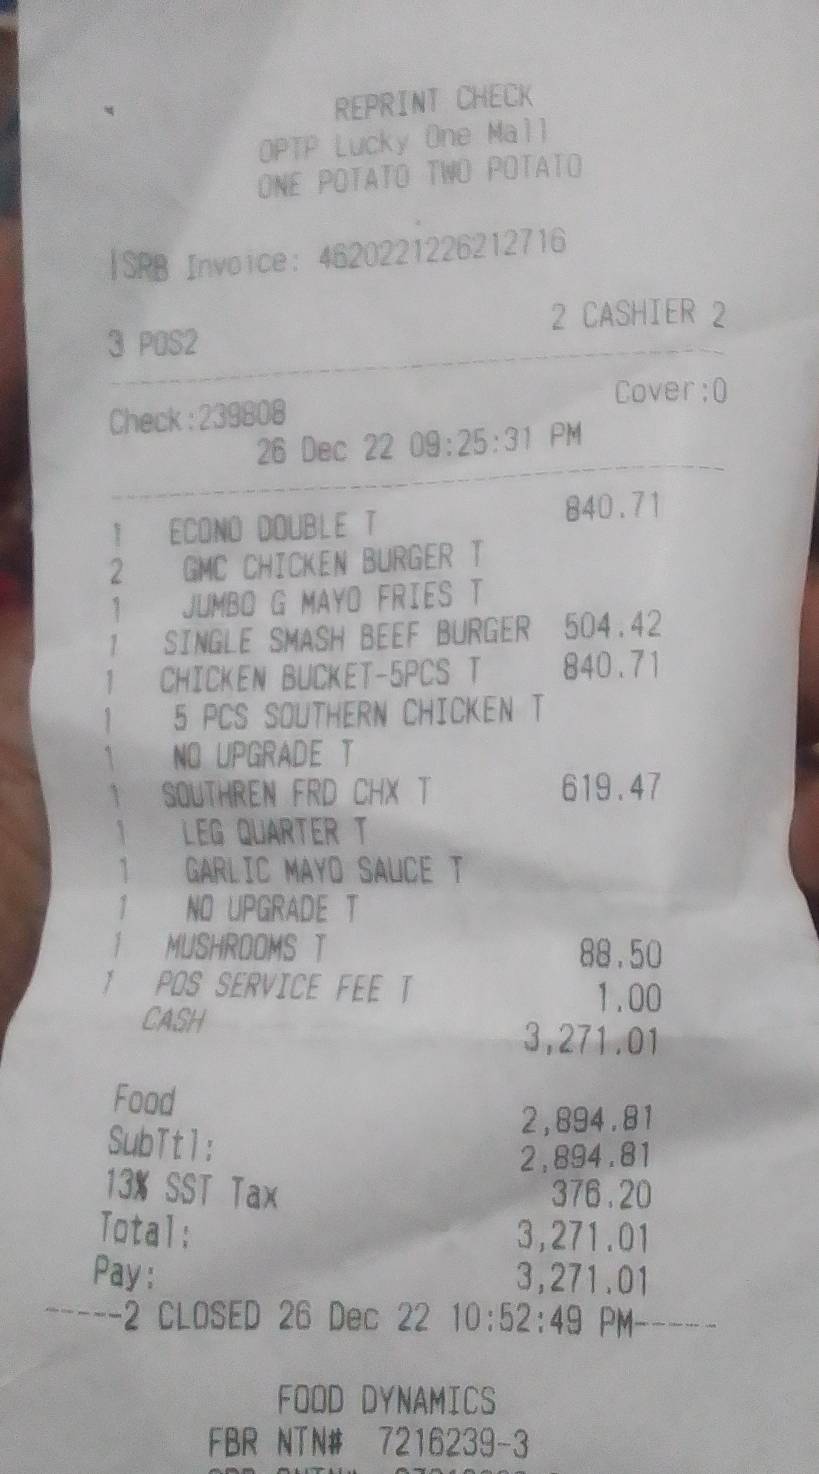 REPRINT CHECK
OPTP Lucky One Mall
ONE POTATO TWO POTATO
|SRB Invoice: 4620221226212716
3 POS2 2 CASHIER 2
Check:239808 Cover:0
26 Dec 22 09:25:31 PM
1 ECONO DOUBLE T 840.71
2 GMC CHICKEN BURGER T
1 JUMBO G MAYO FRIES T
1 SINGLE SMASH BEEF BURGER 504.42
1 CHICKEN BUCKET-5PCS T 840.71
1 5 PCS SOUTHERN CHICKEN T
1 NO UPGRADE T
1 SOUTHREN FRD CHX T 619.47
1 LEG QUARTER T
1 GARLIC MAYO SAUCE T
1 NO UPGRADE T
1 MUSHROOMS T 88.50
1 POS SERVICE FEE T 1.00
CASH 3,271.01
Food 2,894.81
SubTtl: 2,894.81
13% SST Tax 376.20
Total: 3,271.01
Pay: 3,271.01
-----2 CLOSED 26 Dec 22 10:52:49 PM-----
FOOD DYNAMICS
FBR NTN# 7216239-3